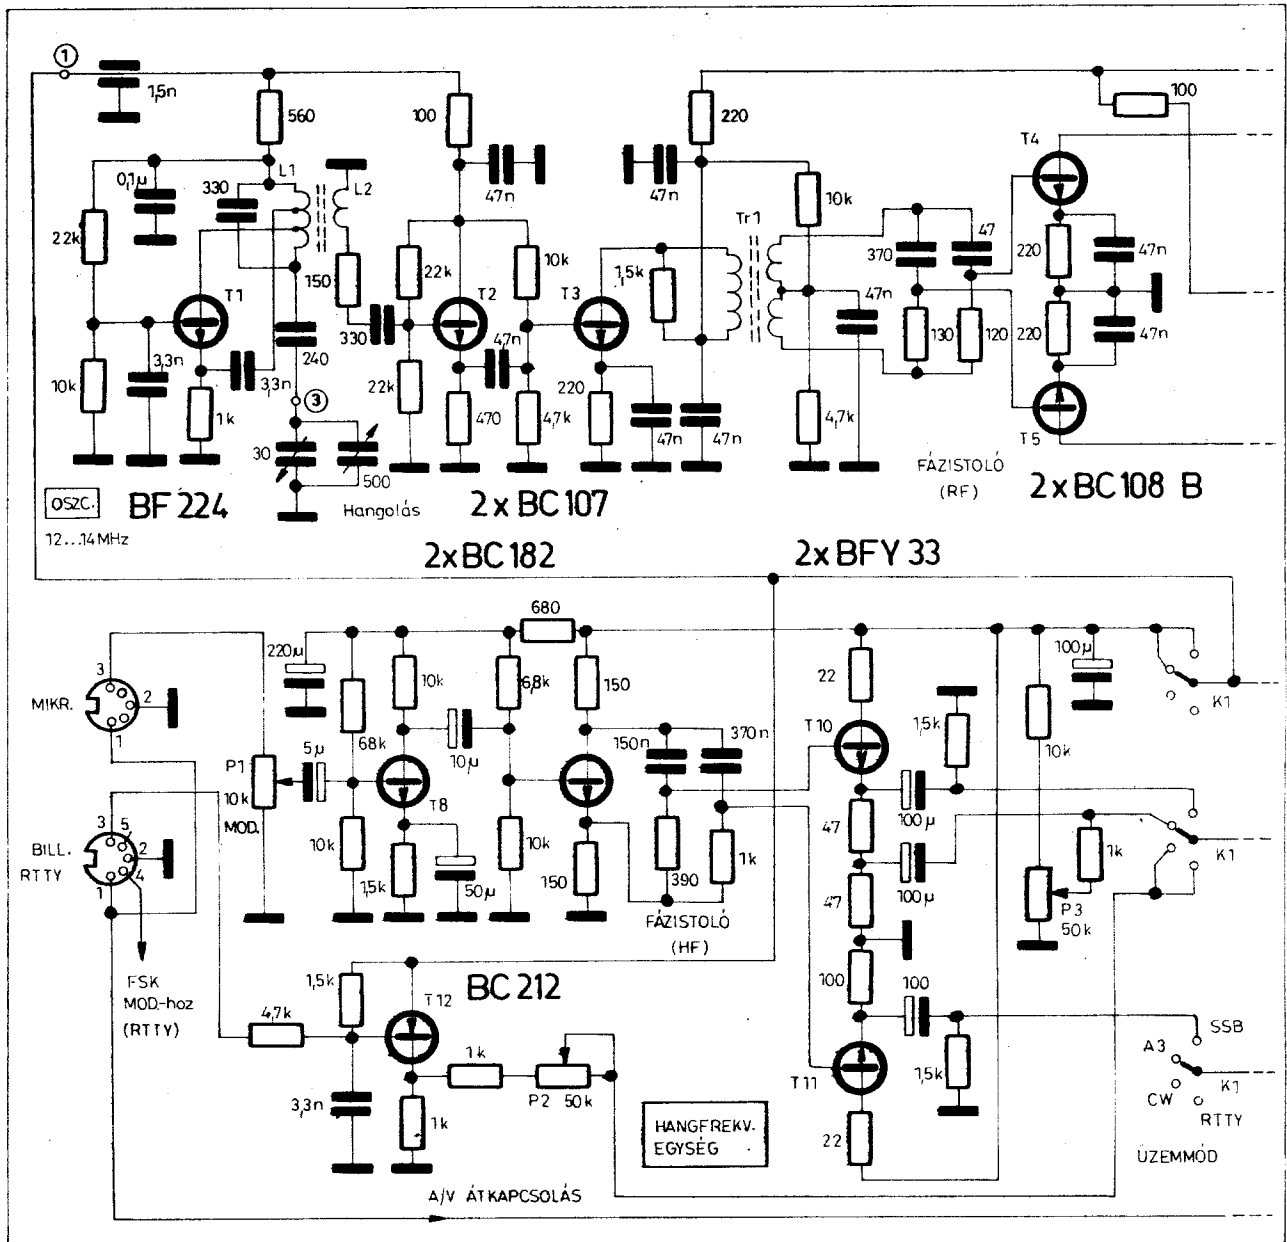 1
1,5n
560
100
220
100
T4
0,1µ
330
L1
L2
47n
47n
10k
Tr1
22k
150
22k
10k
1,5k
370
47
220
47n
T1
T2
T3
47n
330
47n
240
130
120
220
47n
10k
3,3n
3,3n
22k
220
1k
3
470
4,7k
47n
47n
4,7k
T5
30
500
FÁZISTOLÓ
(RF)
OSZC.
BF 224
Hangolás
2 x BC 107
2 x BC 108 B
12...14 MHz
2x BC 182
2 x BFY 33
680
220µ
100µ
3
2
1
MIKR.
10k
6,8k
150
22
K1
68k
T10
1,5k
10k
5µ
10µ
150n
370n
P1
10k
MOD.
T8
100µ
3
5
2
4
1
BILL.
RTTY
10k
1,5k
50µ
10k
150
390
1k
47
100µ
47
1k
K1
P3
50k
FÁZISTOLÓ
(HF)
FSK
MOD.-hoz
(RTTY)
1,5k
BC 212
T12
100
100
4,7k
SSB
A3
K1
CW
RTTY
1k
P2
50k
T11
1,5k
3,3n
1k
HANGFREKV.
EGYSÉG
22
ÜZEMMÓD
A/V ÁTKAPCSOLÁS